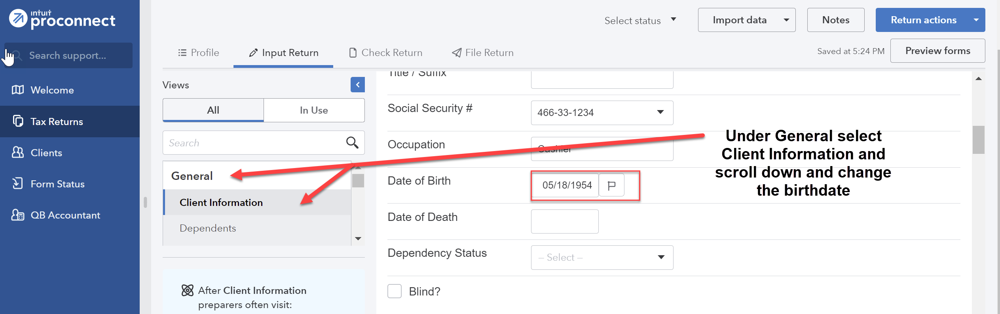 intuit
proconnect
Search support...
Welcome
Tax Returns
Clients
Form Status
QB Accountant
Select status
Import data
Notes
Return actions
Profile
Input Return
Check Return
File Return
Saved at 5:24 PM
Preview forms
Views
All
In Use
Search
General
Client Information
Dependents
After Client Information
preparers often visit:
Title / Suffix
Social Security #
466-33-1234
Occupation
Cashier
Date of Birth
05/18/1954
Date of Death
Dependency Status
– Select –
Blind?
Under General select
Client Information and
scroll down and change
the birthdate